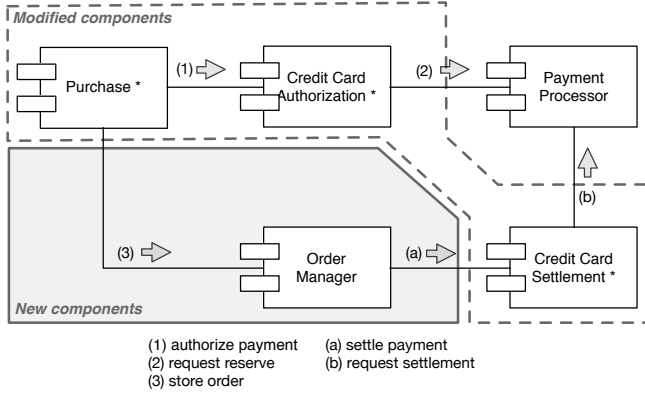 Modified components
(1)
(2)
Purchase *
Credit Card
Authorization *
Payment
Processor
(b)
(3)
(a)
Order
Manager
Credit Card
Settlement *
New components
(1) authorize payment
(2) request reserve
(3) store order
(a) settle payment
(b) request settlement